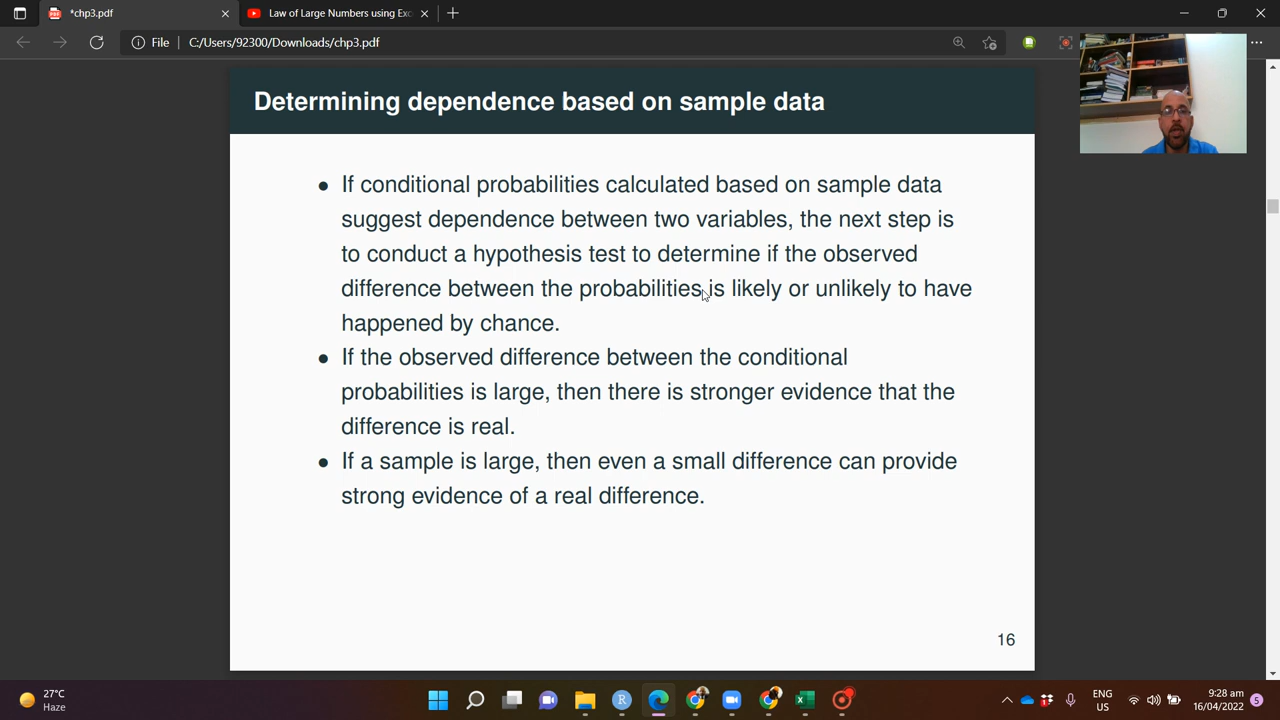 *chp3.pdf
Law of Large Numbers using Exc
File
C:/Users/92300/Downloads/chp3.pdf
Determining dependence based on sample data
• If conditional probabilities calculated based on sample data
suggest dependence between two variables, the next step is
to conduct a hypothesis test to determine if the observed
difference between the probabilities is likely or unlikely to have
happened by chance.
• If the observed difference between the conditional
probabilities is large, then there is stronger evidence that the
difference is real.
• If a sample is large, then even a small difference can provide
strong evidence of a real difference.
16
27°C
Haze
ENG
US
9:28 am
16/04/2022
5